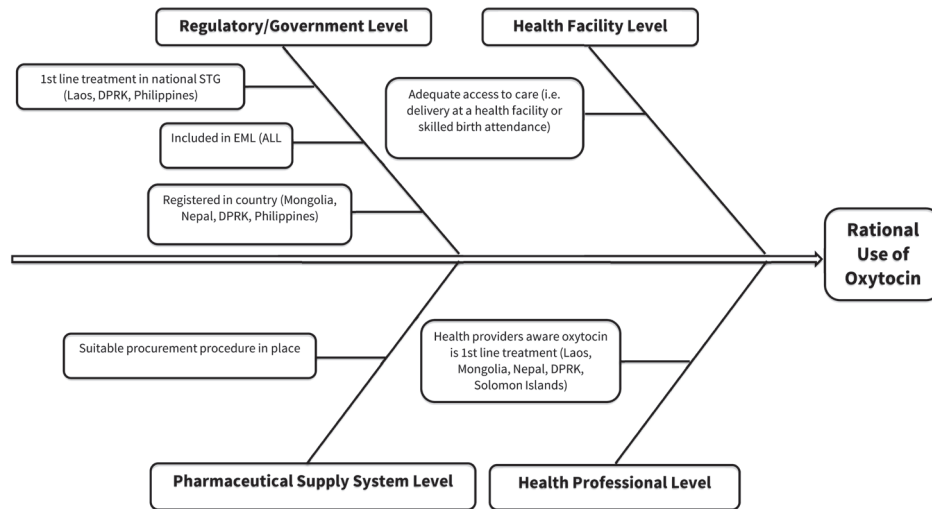 Regulatory/Government Level
Health Facility Level
1st line treatment in national STG
(Laos, DPRK, Philippines)
Adequate access to care (i.e.
delivery at a health facility or
skilled birth attendance)
Included in EML (ALL
Registered in country (Mongolia,
Nepal, DPRK, Philippines)
Rational
Use of
Oxytocin
Suitable procurement procedure in place
Health providers aware oxytocin
is 1st line treatment (Laos,
Mongolia, Nepal, DPRK,
Solomon Islands)
Pharmaceutical Supply System Level
Health Professional Level